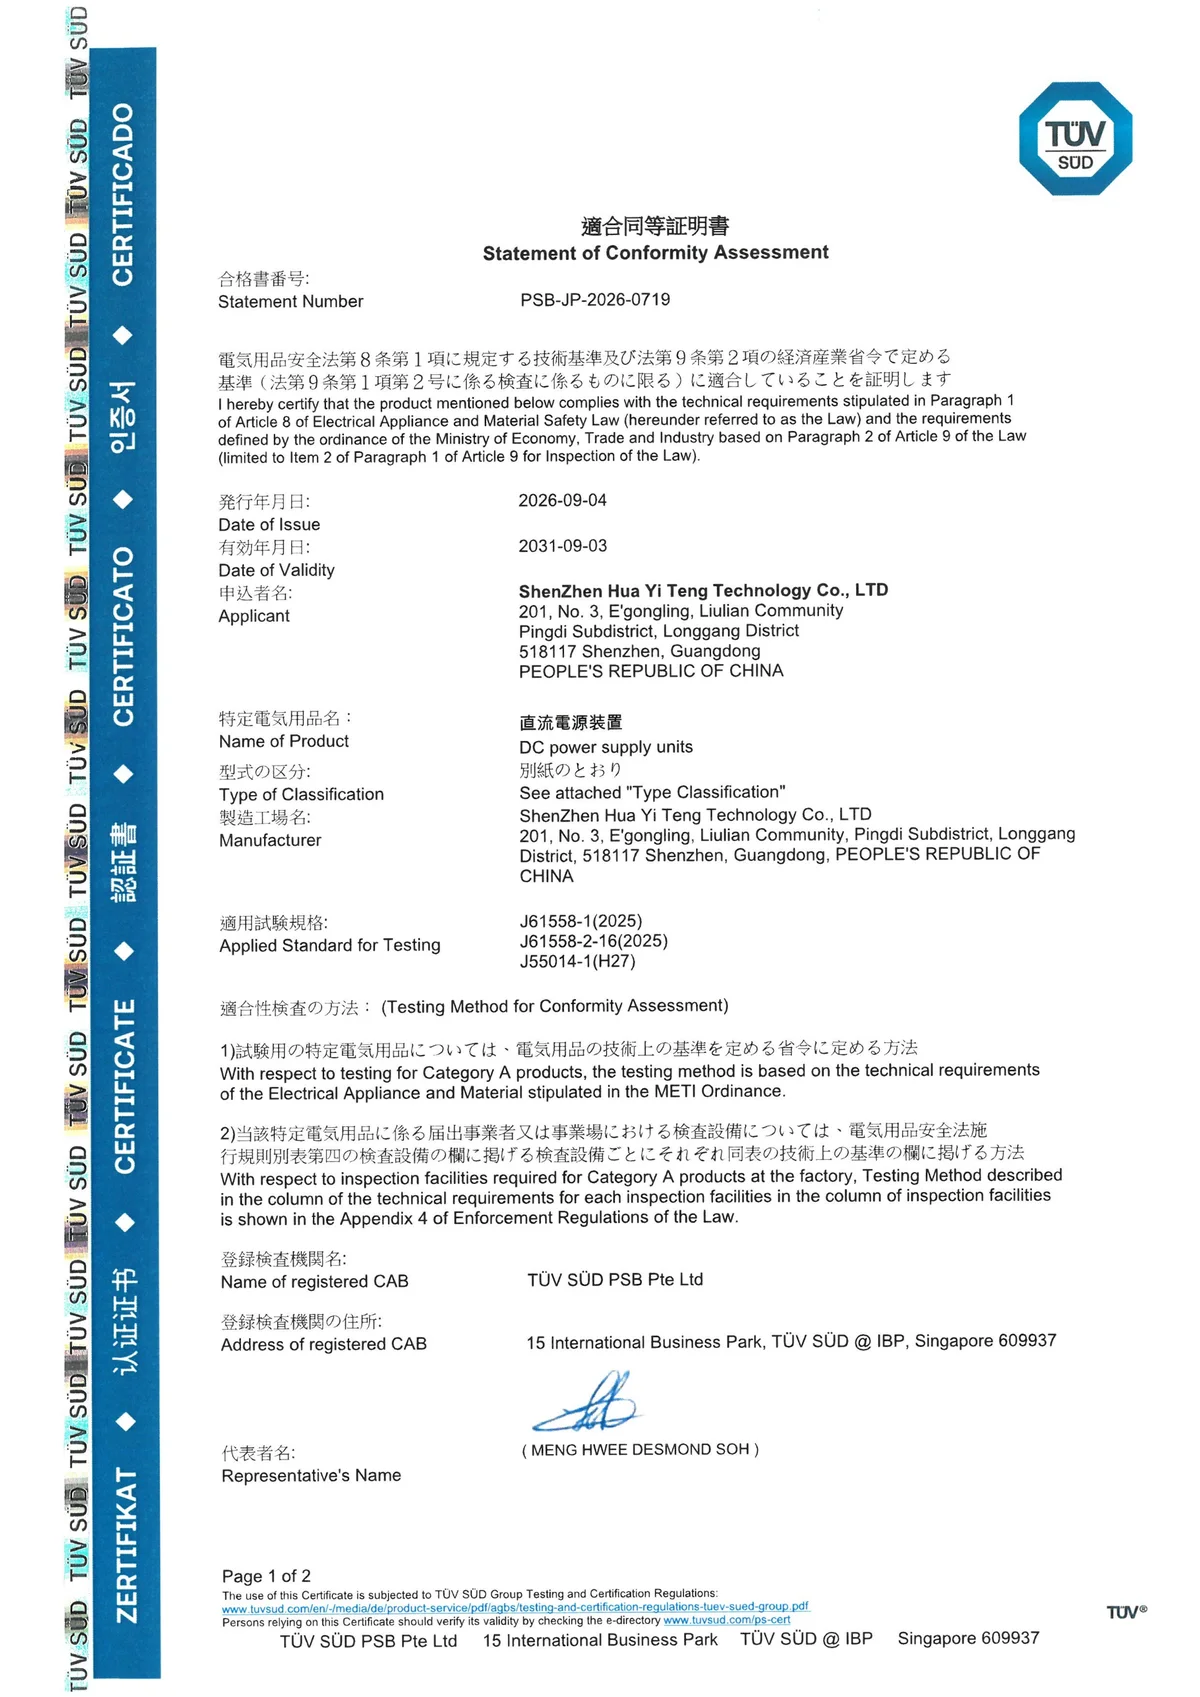 TÜV
SÜD
適合同等証明書
Statement of Conformity Assessment
合格書番号:
Statement Number
PSB-JP-2026-0719
電気用品安全法第8条第1項に規定する技術基準及び法第9条第2項の経済産業省令で定める
基準（法第9条第1項第2号に係る検査に係るものに限る）に適合していることを証明します
I hereby certify that the product mentioned below complies with the technical requirements stipulated in Paragraph 1
of Article 8 of Electrical Appliance and Material Safety Law (hereunder referred to as the Law) and the requirements
defined by the ordinance of the Ministry of Economy, Trade and Industry based on Paragraph 2 of Article 9 of the Law
(limited to Item 2 of Paragraph 1 of Article 9 for Inspection of the Law).
発行年月日:
Date of Issue
2026-09-04
有効年月日:
Date of Validity
2031-09-03
申込者名:
Applicant
ShenZhen Hua Yi Teng Technology Co., LTD
201, No. 3, E'gongling, Liulian Community
Pingdi Subdistrict, Longgang District
518117 Shenzhen, Guangdong
PEOPLE'S REPUBLIC OF CHINA
特定電気用品名：
Name of Product
直流電源装置
DC power supply units
型式の区分:
Type of Classification
別紙のとおり
See attached "Type Classification"
製造工場名:
Manufacturer
ShenZhen Hua Yi Teng Technology Co., LTD
201, No. 3, E'gongling, Liulian Community, Pingdi Subdistrict, Longgang
District, 518117 Shenzhen, Guangdong, PEOPLE'S REPUBLIC OF
CHINA
適用試験規格:
Applied Standard for Testing
J61558-1(2025)
J61558-2-16(2025)
J55014-1(H27)
適合性検査の方法： (Testing Method for Conformity Assessment)
1)試験用の特定電気用品については、電気用品の技術上の基準を定める省令に定める方法
With respect to testing for Category A products, the testing method is based on the technical requirements
of the Electrical Appliance and Material stipulated in the METI Ordinance.
2)当該特定電気用品に係る届出事業者又は事業場における検査設備については、電気用品安全法施
行規則別表第四の検査設備の欄に掲げる検査設備ごとにそれぞれ同表の技術上の基準の欄に掲げる方法
With respect to inspection facilities required for Category A products at the factory, Testing Method described
in the column of the technical requirements for each inspection facilities in the column of inspection facilities
is shown in the Appendix 4 of Enforcement Regulations of the Law.
登録検査機関名:
Name of registered CAB
TÜV SÜD PSB Pte Ltd
登録検査機関の住所:
Address of registered CAB
15 International Business Park, TÜV SÜD @ IBP, Singapore 609937
( MENG HWEE DESMOND SOH )
代表者名:
Representative's Name
Page 1 of 2
The use of this Certificate is subjected to TÜV SÜD Group Testing and Certification Regulations:
www.tuvsud.com/en/-/media/de/product-service/pdf/agbs/testing-and-certification-regulations-tuev-sued-group.pdf
Persons relying on this Certificate should verify its validity by checking the e-directory www.tuvsud.com/ps-cert
TÜV SÜD PSB Pte Ltd 15 International Business Park TÜV SÜD @ IBP Singapore 609937
TÜV®
ZERTIFIKAT ◆ 认证证书 ◆ CERTIFICATE ◆ 認証書 ◆ CERTIFICATO ◆ 인증서 ◆ CERTIFICADO
TÜV SÜD TÜV SÜD TÜV SÜD TÜV SÜD TÜV SÜD TÜV SÜD TÜV SÜD TÜV SÜD TÜV SÜD TÜV SÜD TÜV SÜD TÜV SÜD TÜV SÜD TÜV SÜD TÜV SÜD